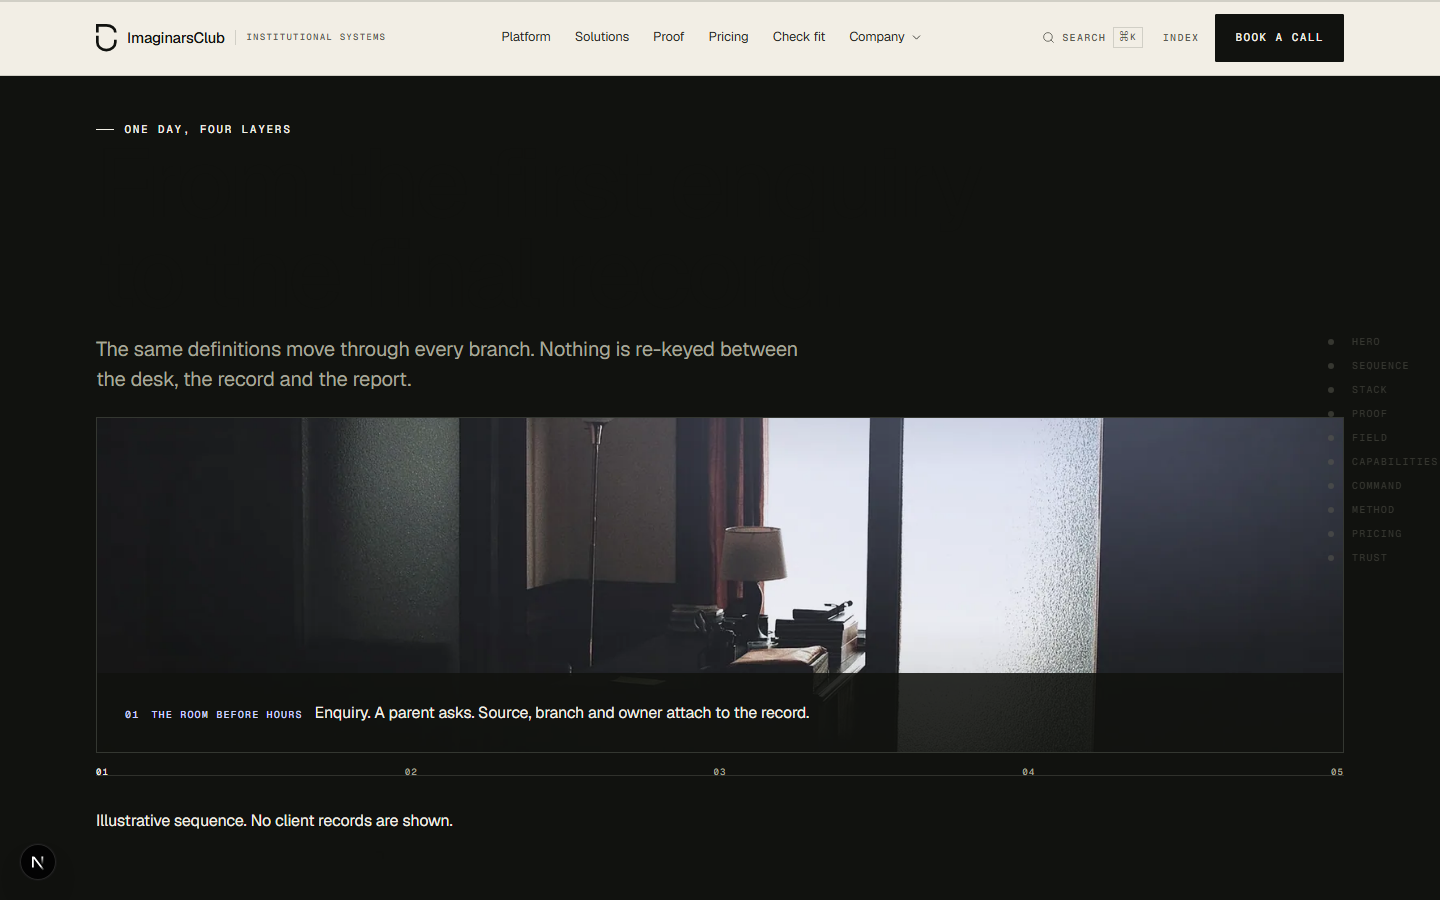 ImaginarsClub
INSTITUTIONAL SYSTEMS
Platform
Solutions
Proof
Pricing
Check fit
Company
SEARCH ⌘K
INDEX
BOOK A CALL
ONE DAY, FOUR LAYERS
The same definitions move through every branch. Nothing is re-keyed between
the desk, the record and the report.
HERO
SEQUENCE
STACK
PROOF
FIELD
CAPABILITIES
COMMAND
METHOD
PRICING
TRUST
01 THE ROOM BEFORE HOURS Enquiry. A parent asks. Source, branch and owner attach to the record.
01 02 03 04 05
Illustrative sequence. No client records are shown.
N